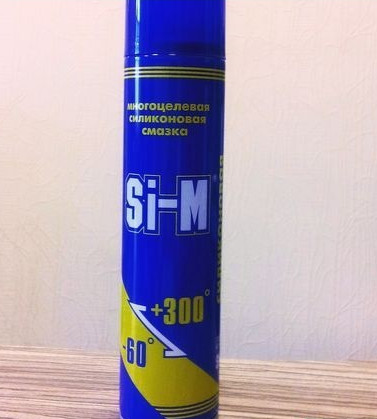 многоцелевая
силиконовая
смазка
Si-M®
+300°
-60°